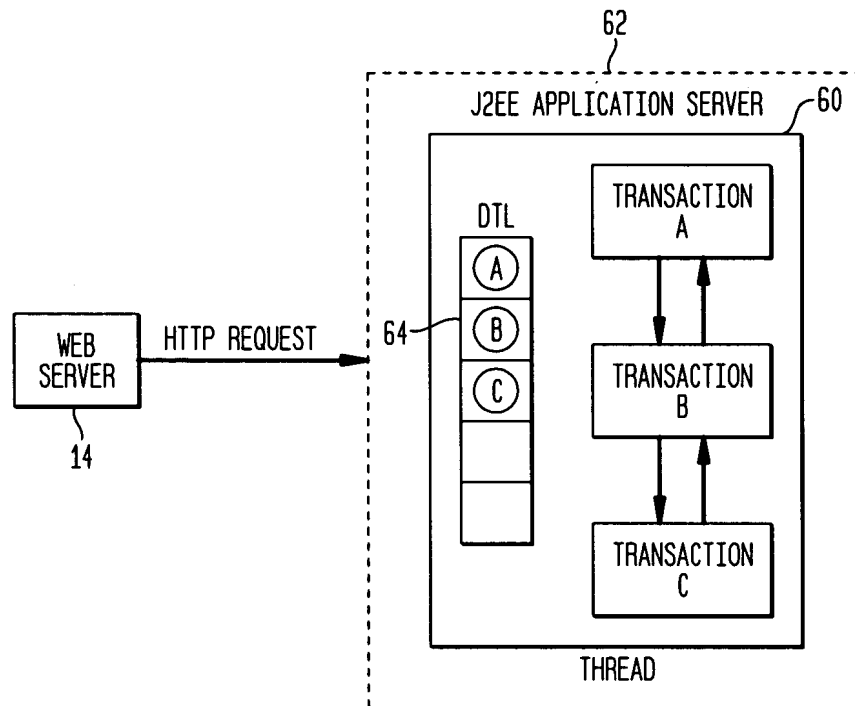 62
J2EE APPLICATION SERVER
60
DTL
A
B
C
64
TRANSACTION
A
TRANSACTION
B
TRANSACTION
C
WEB
SERVER
14
HTTP REQUEST
THREAD